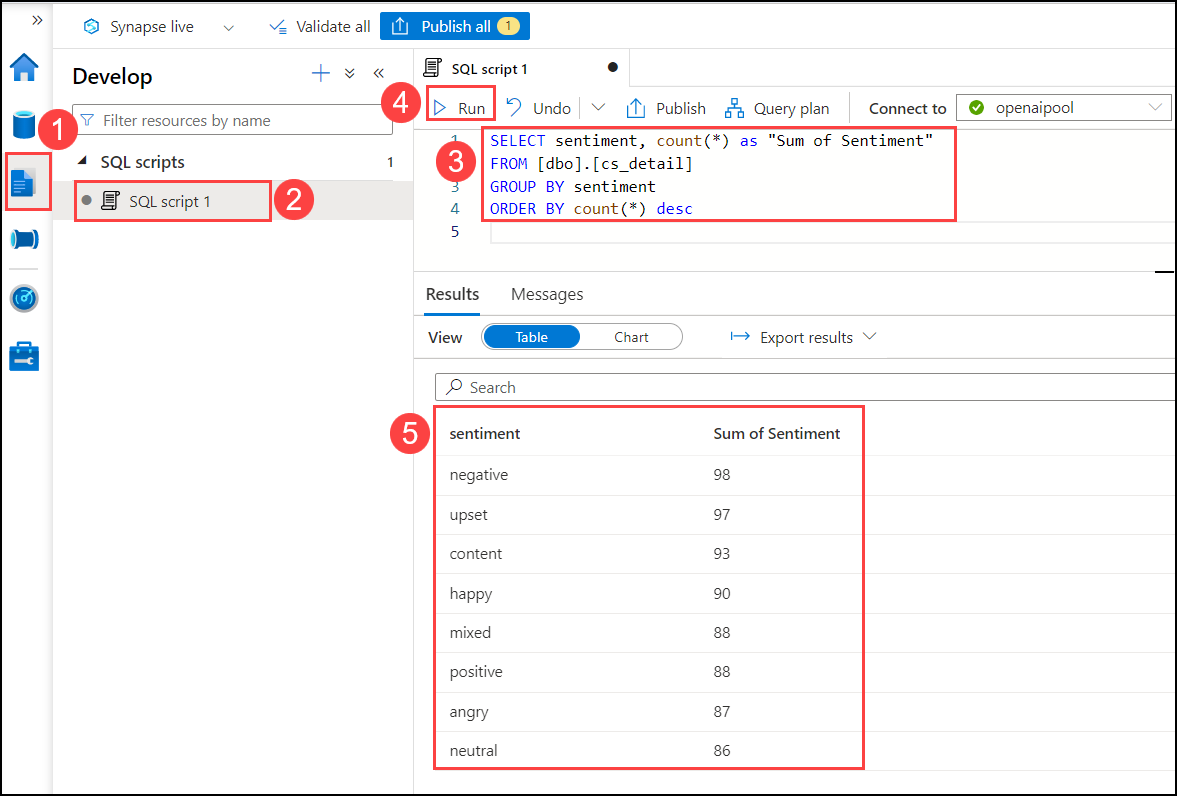 Synapse live
Validate all
Publish all 1
Develop
SQL script 1
4
Run
Undo
Publish
Query plan
Connect to
openaipool
1
Filter resources by name
SQL scripts
1
SQL script 1
2
3
1 SELECT sentiment, count(*) as "Sum of Sentiment"
FROM [dbo].[cs_detail]
3 GROUP BY sentiment
4 ORDER BY count(*) desc
5
Results Messages
View Table Chart Export results
Search
5
sentiment Sum of Sentiment
negative 98
upset 97
content 93
happy 90
mixed 88
positive 88
angry 87
neutral 86